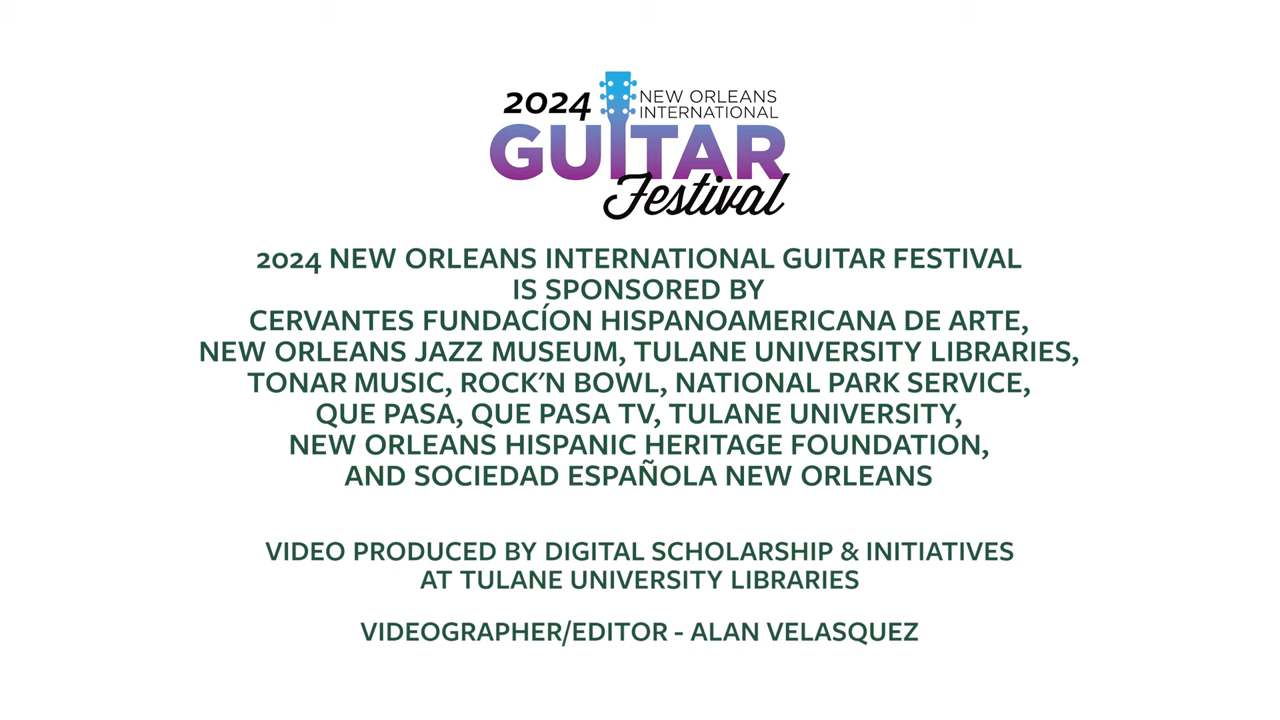 2024 NEW ORLEANS
INTERNATIONAL
GUITAR
Festival
2024 NEW ORLEANS INTERNATIONAL GUITAR FESTIVAL
IS SPONSORED BY
CERVANTES FUNDACÍON HISPANOAMERICANA DE ARTE,
NEW ORLEANS JAZZ MUSEUM, TULANE UNIVERSITY LIBRARIES,
TONAR MUSIC, ROCK'N BOWL, NATIONAL PARK SERVICE,
QUE PASA, QUE PASA TV, TULANE UNIVERSITY,
NEW ORLEANS HISPANIC HERITAGE FOUNDATION,
AND SOCIEDAD ESPAÑOLA NEW ORLEANS
VIDEO PRODUCED BY DIGITAL SCHOLARSHIP & INITIATIVES
AT TULANE UNIVERSITY LIBRARIES
VIDEOGRAPHER/EDITOR - ALAN VELASQUEZ